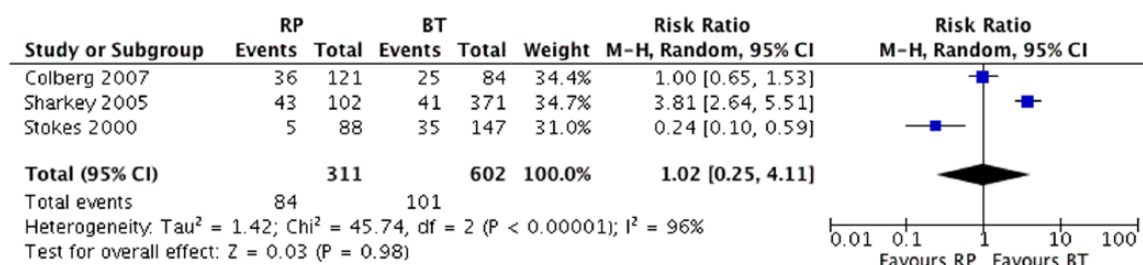 RP BT Risk Ratio Risk Ratio
Study or Subgroup Events Total Events Total Weight M-H, Random, 95% CI M-H, Random, 95% CI
Colberg 2007 36 121 25 84 34.4% 1.00 [0.65, 1.53]
Sharkey 2005 43 102 41 371 34.7% 3.81 [2.64, 5.51]
Stokes 2000 5 88 35 147 31.0% 0.24 [0.10, 0.59]
Total (95% CI) 311 602 100.0% 1.02 [0.25, 4.11]
Total events 84 101
Heterogeneity: Tau² = 1.42; Chi² = 45.74, df = 2 (P < 0.00001); I² = 96%
Test for overall effect: Z = 0.03 (P = 0.98)
0.01 0.1 1 10 100
Favours RP Favours BT